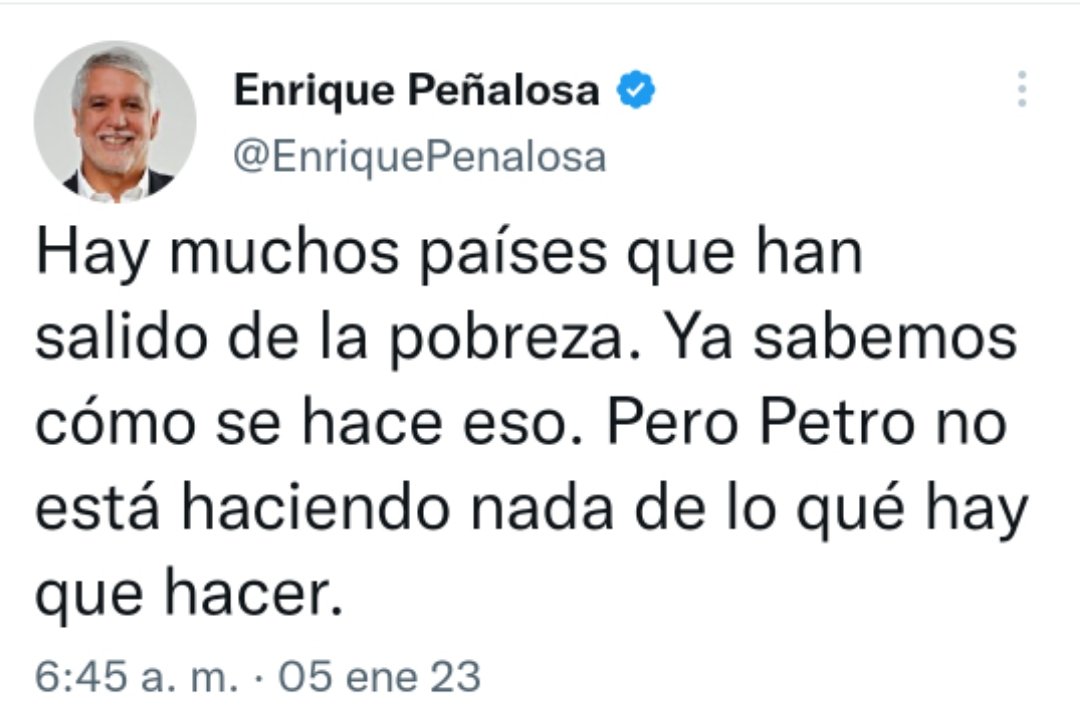 Enrique Peñalosa
@EnriquePenalosa
Hay muchos países que han
salido de la pobreza. Ya sabemos
cómo se hace eso. Pero Petro no
está haciendo nada de lo qué hay
que hacer.
6:45 a. m. · 05 ene 23